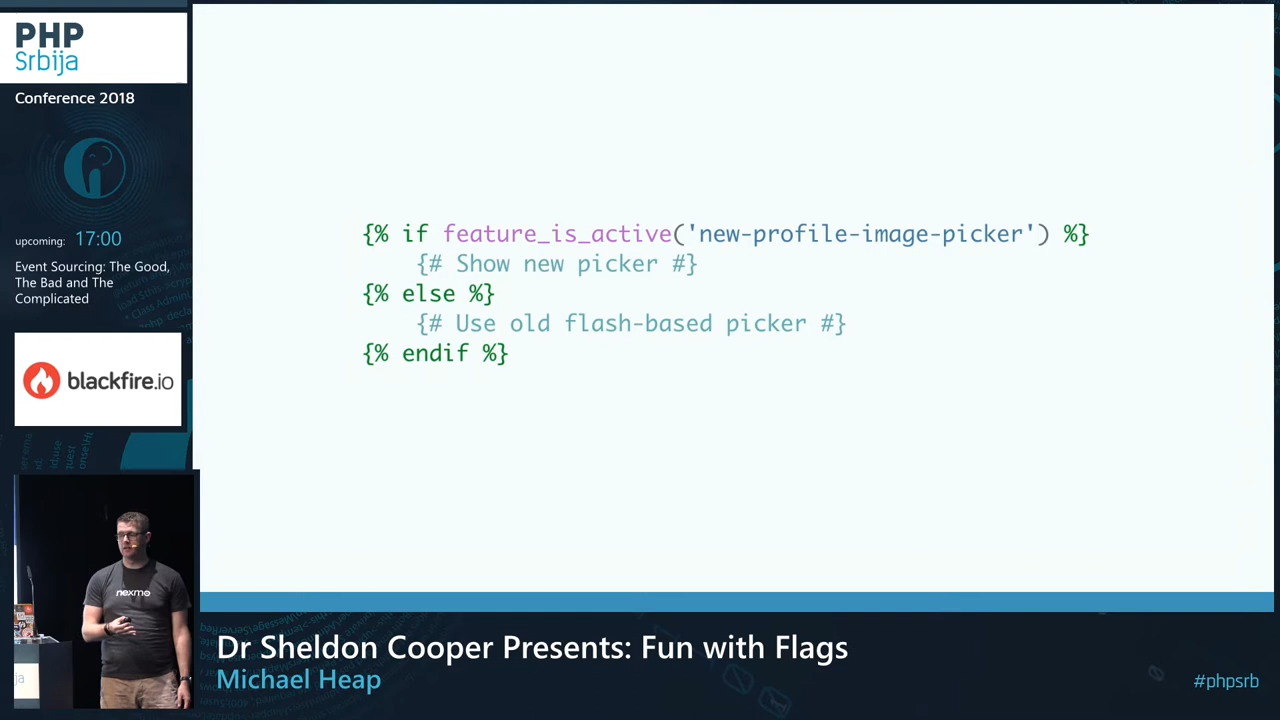 PHP
Srbija
Conference 2018
upcoming: 17:00
Event Sourcing: The Good,
The Bad and The
Complicated
blackfire.io
{% if feature_is_active('new-profile-image-picker') %}
{# Show new picker #}
{% else %}
{# Use old flash-based picker #}
{% endif %}
nexmo
Dr Sheldon Cooper Presents: Fun with Flags
Michael Heap
#phpsrb